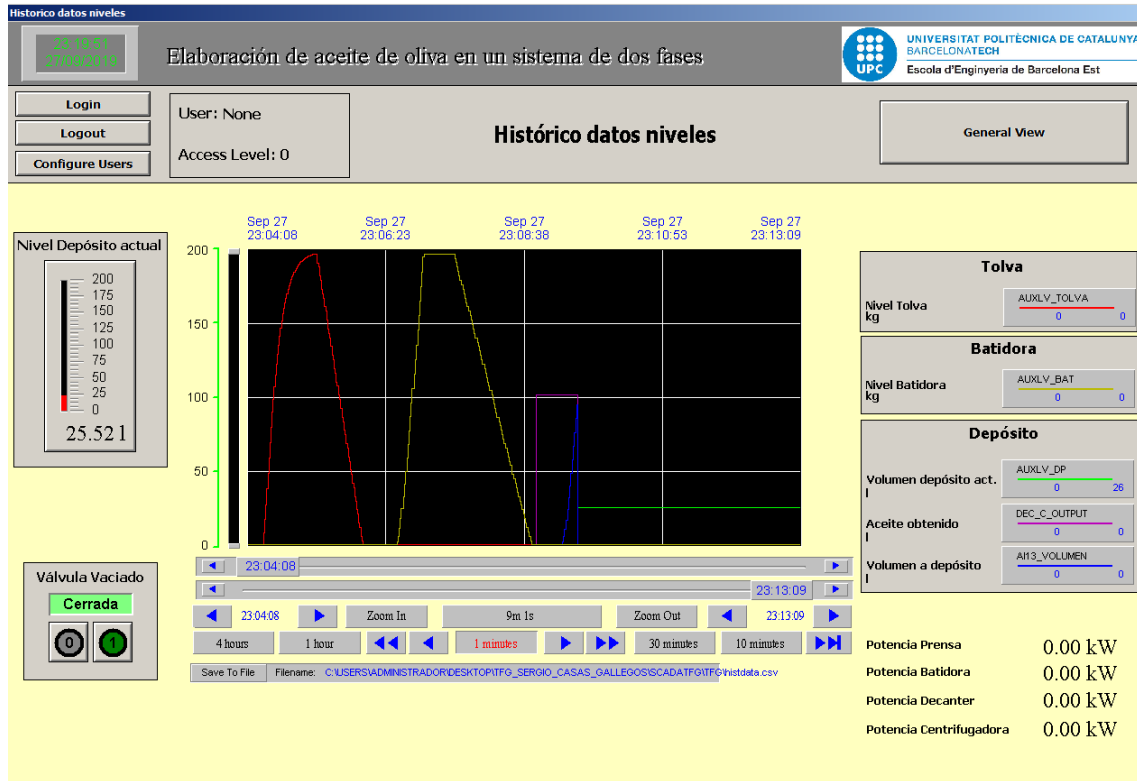 Historico datos niveles
23:19:51
27/09/2019
Elaboración de aceite de oliva en un sistema de dos fases
UPC
UNIVERSITAT POLITÈCNICA DE CATALUNYA
BARCELONATECH
Escola d'Enginyeria de Barcelona Est
Login
Logout
Configure Users
User: None
Access Level: 0
Histórico datos niveles
General View
Nivel Depósito actual
200
175
150
125
100
75
50
25
0
25.52 l
Válvula Vaciado
Cerrada
0
1
Sep 27 Sep 27 Sep 27 Sep 27 Sep 27
23:04:08 23:06:23 23:08:38 23:10:53 23:13:09
200
150
100
50
0
23:04:08
23:13:09
23:04:08 Zoom In 9m 1s Zoom Out 23:13:09
4 hours 1 hour 1 minutes 30 minutes 10 minutes
Save To File Filename: C:\USERS\ADMINISTRADOR\DESKTOP\TFG_SERGIO_CASAS_GALLEGOS\SCADATFG\TFG\histdata.csv
Tolva
Nivel Tolva
kg
AUXLV_TOLVA
0 0
Batidora
Nivel Batidora
kg
AUXLV_BAT
0 0
Depósito
Volumen depósito act.
l
AUXLV_DP
0 26
Aceite obtenido
l
DEC_C_OUTPUT
0 0
Volumen a depósito
l
AI13_VOLUMEN
0 0
Potencia Prensa 0.00 kW
Potencia Batidora 0.00 kW
Potencia Decanter 0.00 kW
Potencia Centrifugadora 0.00 kW